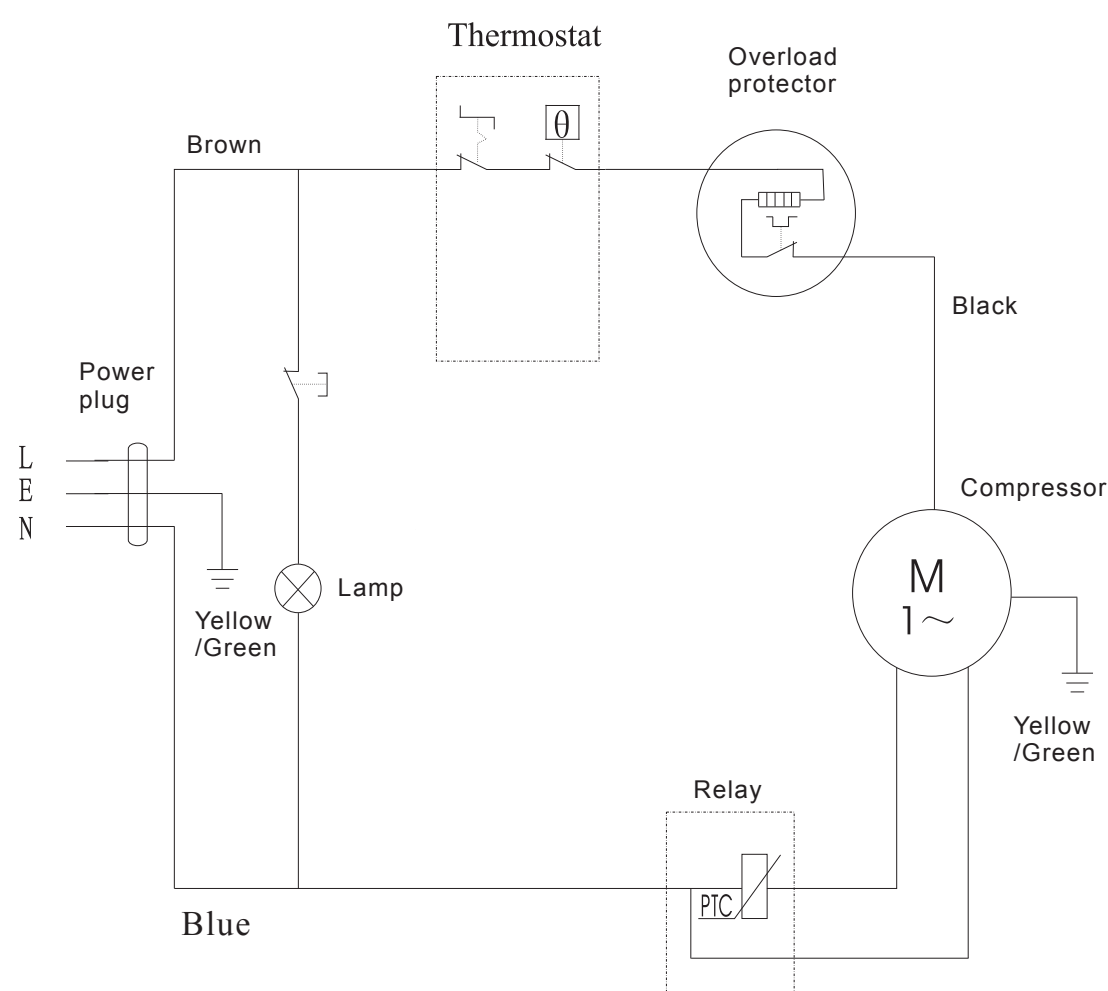 Thermostat
Overload
protector
θ
Brown
Black
Power
plug
L
E
N
Compressor
M
1~
Lamp
Yellow
/Green
Yellow
/Green
Relay
PTC
Blue